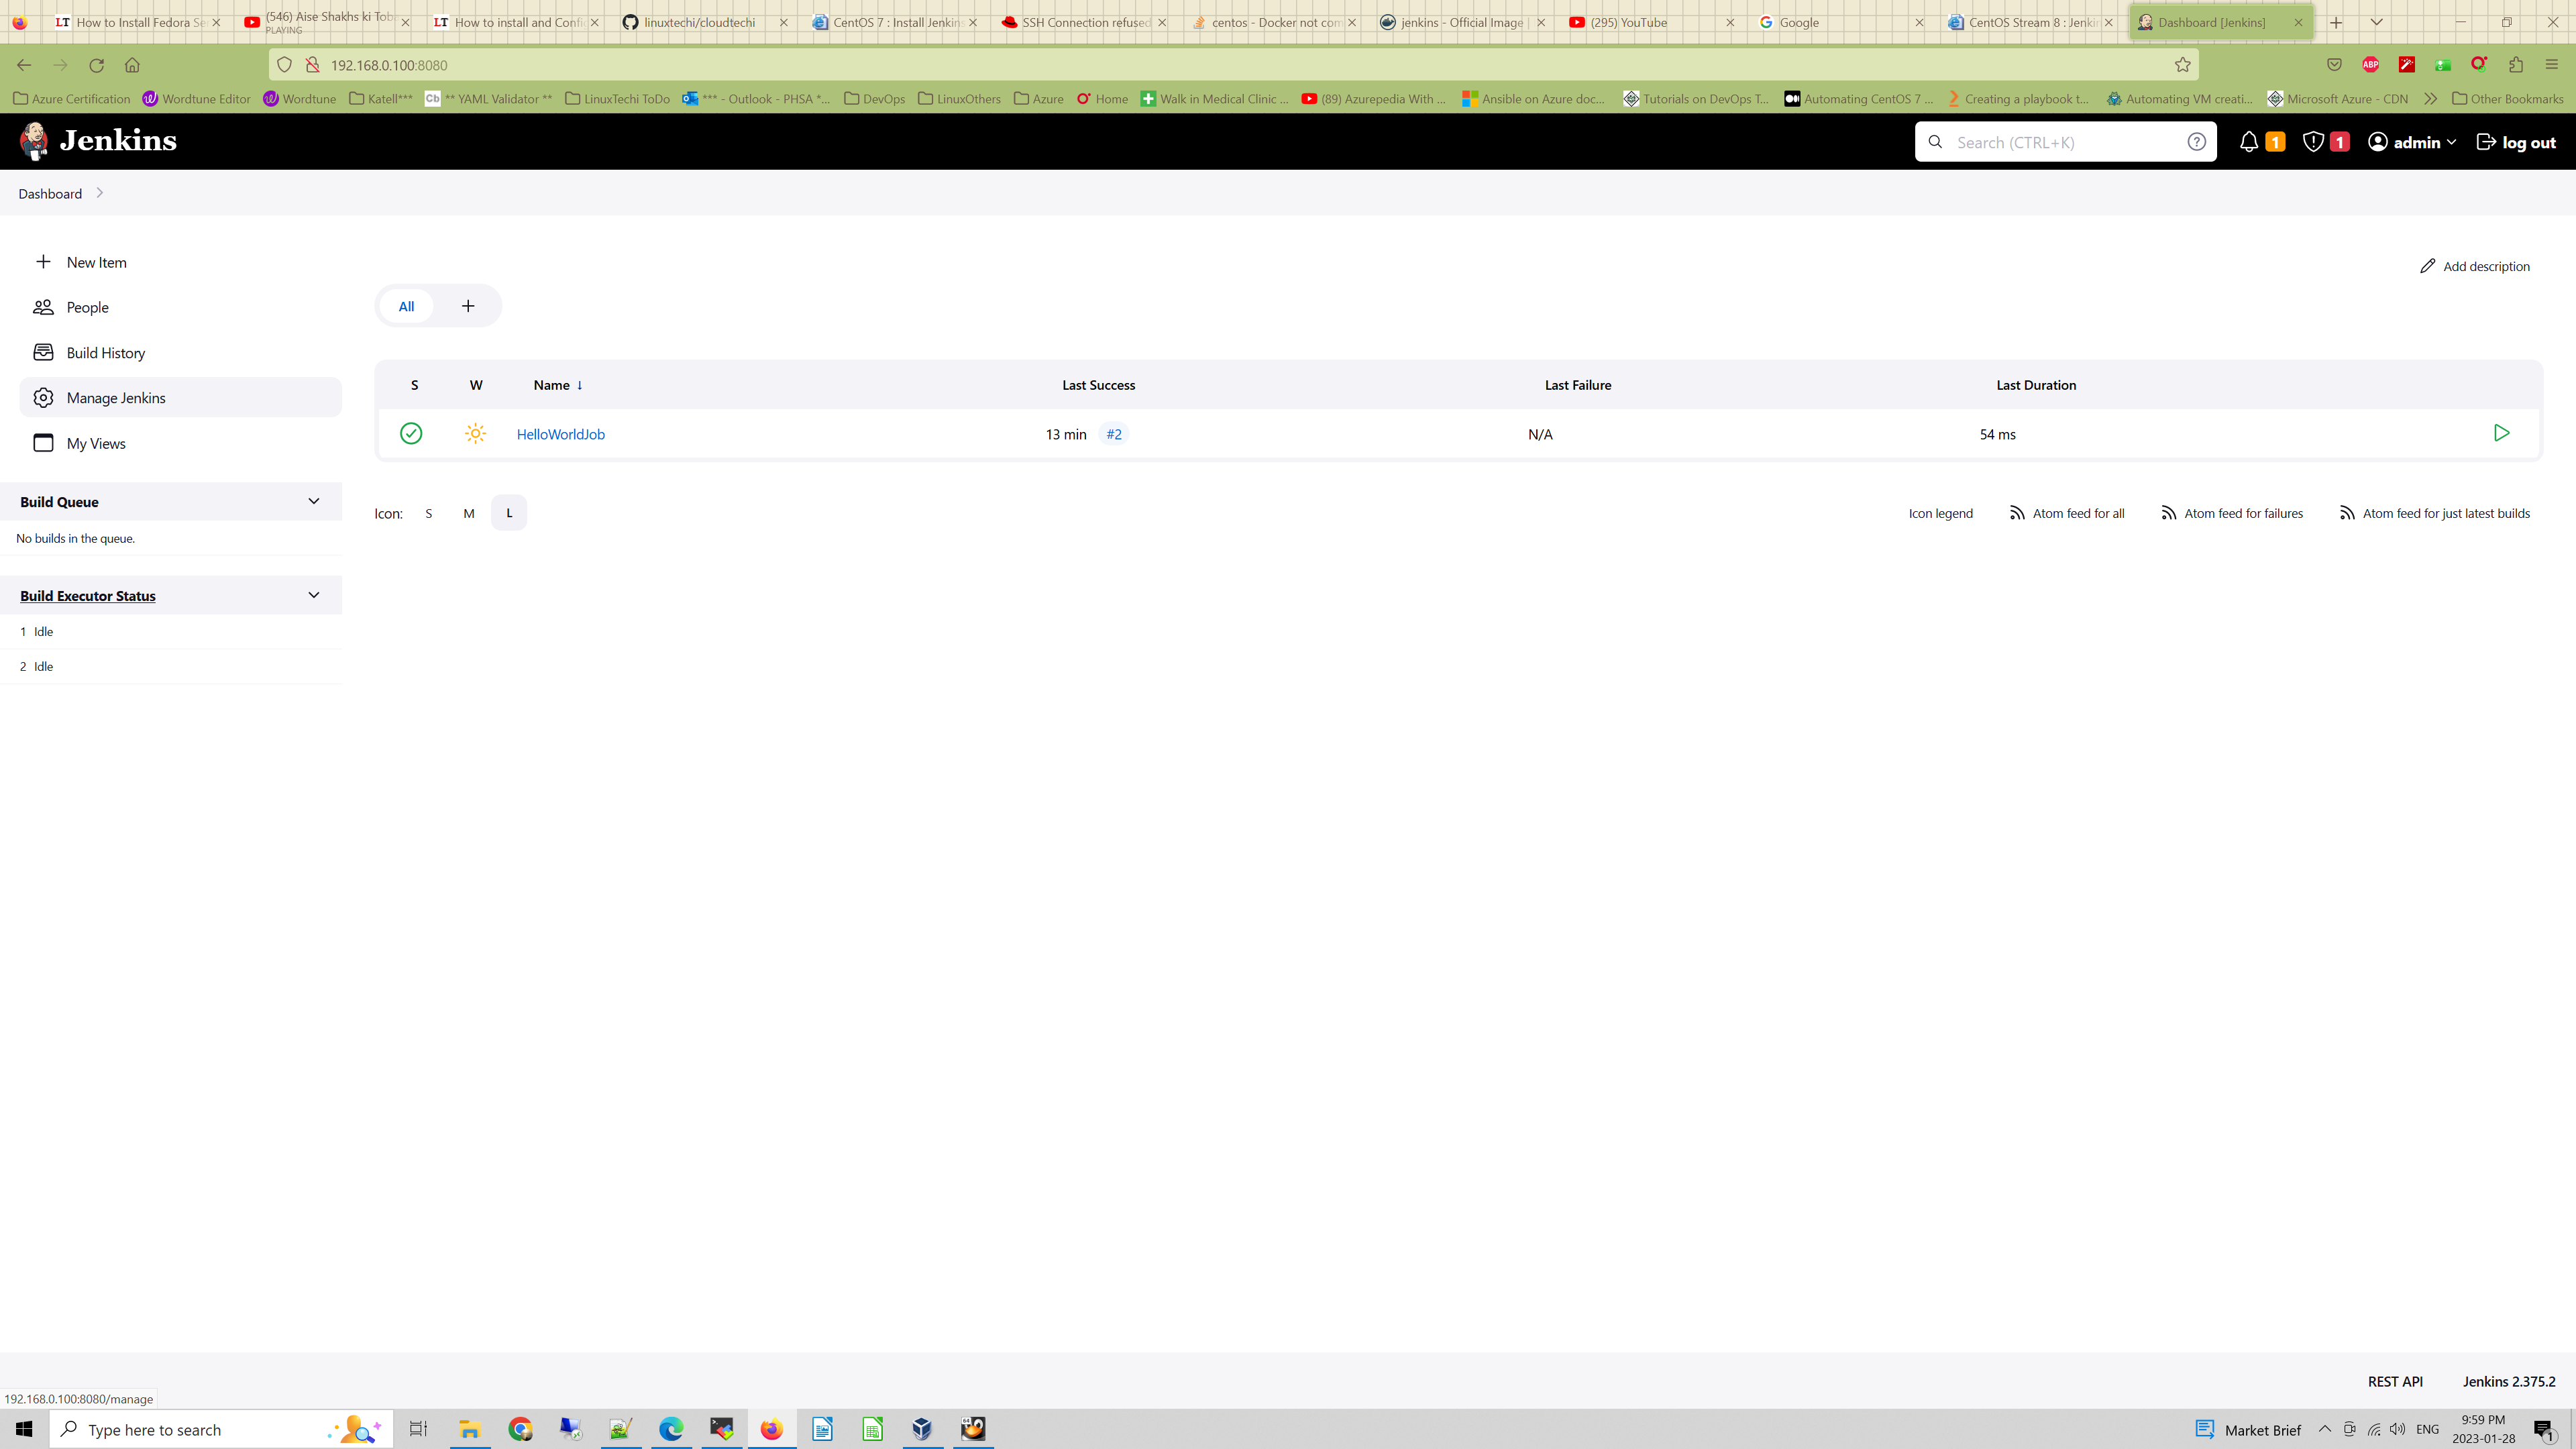 How to Install Fedora Se
(546) Aise Shakhs ki Tob
PLAYING
How to install and Config
linuxtechi/cloudtechi
CentOS 7 : Install Jenkins
SSH Connection refused
centos - Docker not com
jenkins - Official Image |
(295) YouTube
Google
CentOS Stream 8 : Jenkin
Dashboard [Jenkins]
192.168.0.100:8080
Azure Certification
Wordtune Editor
Wordtune
Katell***
** YAML Validator **
LinuxTechi ToDo
*** - Outlook - PHSA *...
DevOps
LinuxOthers
Azure
Home
Walk in Medical Clinic ...
(89) Azurepedia With ...
Ansible on Azure doc...
Tutorials on DevOps T...
Automating CentOS 7 ...
Creating a playbook t...
Automating VM creati...
Microsoft Azure - CDN
Other Bookmarks
Jenkins
Search (CTRL+K)
1
1
admin
log out
Dashboard
New Item
People
Build History
Manage Jenkins
My Views
Build Queue
No builds in the queue.
Build Executor Status
1 Idle
2 Idle
Add description
All +
S W Name ↓ Last Success Last Failure Last Duration
HelloWorldJob 13 min #2 N/A 54 ms
Icon: S M L
Icon legend
Atom feed for all
Atom feed for failures
Atom feed for just latest builds
REST API
Jenkins 2.375.2
192.168.0.100:8080/manage
Type here to search
Market Brief
ENG
9:59 PM
2023-01-28
1